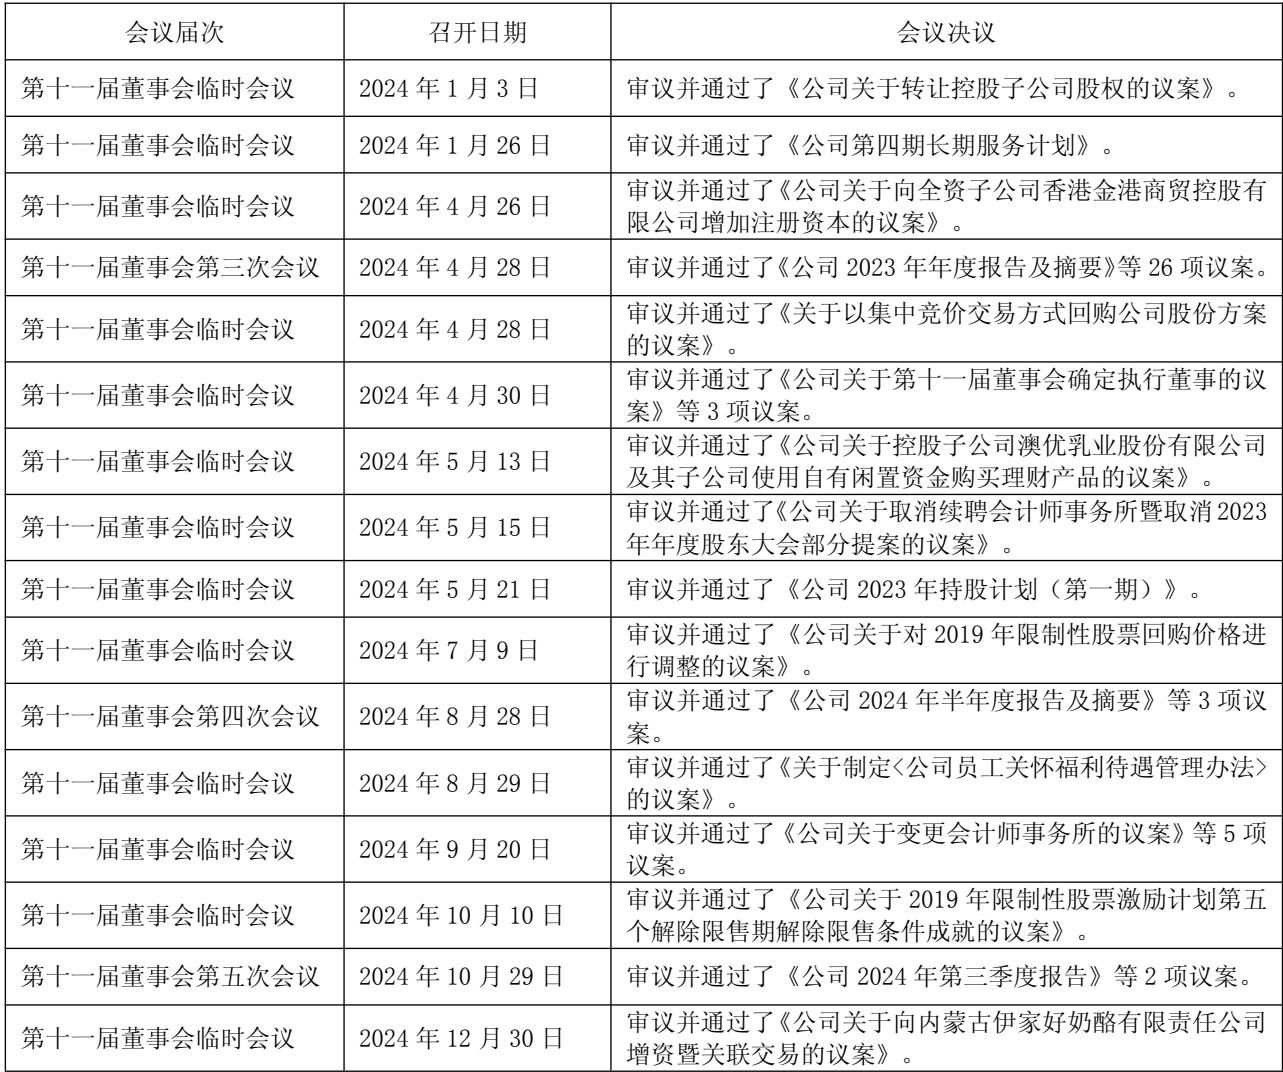 会议届次 召开日期 会议决议
第十一届董事会临时会议 2024 年 1 月 3 日 审议并通过了《公司关于转让控股子公司股权的议案》。
第十一届董事会临时会议 2024 年 1 月 26 日 审议并通过了《公司第四期长期服务计划》。
第十一届董事会临时会议 2024 年 4 月 26 日 审议并通过了《公司关于向全资子公司香港金港商贸控股有
限公司增加注册资本的议案》。
第十一届董事会第三次会议 2024 年 4 月 28 日 审议并通过了《公司 2023 年年度报告及摘要》等 26 项议案。
第十一届董事会临时会议 2024 年 4 月 28 日 审议并通过了《关于以集中竞价交易方式回购公司股份方案
的议案》。
第十一届董事会临时会议 2024 年 4 月 30 日 审议并通过了《公司关于第十一届董事会确定执行董事的议
案》等 3 项议案。
第十一届董事会临时会议 2024 年 5 月 13 日 审议并通过了《公司关于控股子公司澳优乳业股份有限公司
及其子公司使用自有闲置资金购买理财产品的议案》。
第十一届董事会临时会议 2024 年 5 月 15 日 审议并通过了《公司关于取消续聘会计师事务所暨取消 2023
年年度股东大会部分提案的议案》。
第十一届董事会临时会议 2024 年 5 月 21 日 审议并通过了《公司 2023 年持股计划（第一期）》。
第十一届董事会临时会议 2024 年 7 月 9 日 审议并通过了《公司关于对 2019 年限制性股票回购价格进
行调整的议案》。
第十一届董事会第四次会议 2024 年 8 月 28 日 审议并通过了《公司 2024 年半年度报告及摘要》等 3 项议
案。
第十一届董事会临时会议 2024 年 8 月 29 日 审议并通过了《关于制定<公司员工关怀福利待遇管理办法>
的议案》。
第十一届董事会临时会议 2024 年 9 月 20 日 审议并通过了《公司关于变更会计师事务所的议案》等 5 项
议案。
第十一届董事会临时会议 2024 年 10 月 10 日 审议并通过了《公司关于 2019 年限制性股票激励计划第五
个解除限售期解除限售条件成就的议案》。
第十一届董事会第五次会议 2024 年 10 月 29 日 审议并通过了《公司 2024 年第三季度报告》等 2 项议案。
第十一届董事会临时会议 2024 年 12 月 30 日 审议并通过了《公司关于向内蒙古伊家好奶酪有限责任公司
增资暨关联交易的议案》。